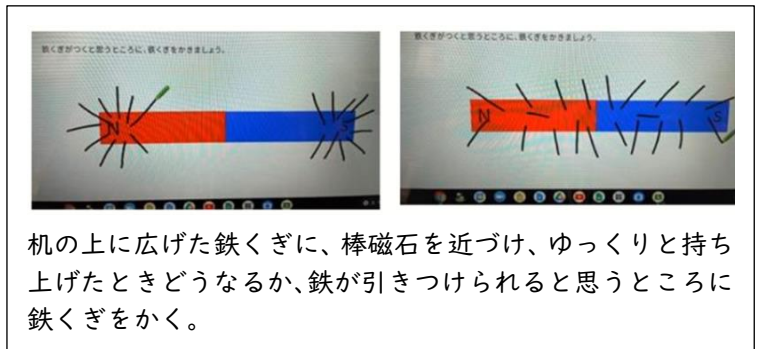 鉄くぎがつくと思うところに、鉄くぎをかきましょう。
N
S
鉄くぎがつくと思うところに、鉄くぎをかきましょう。
N
S
机の上に広げた鉄くぎに、棒磁石を近づけ、ゆっくりと持ち
上げたときどうなるか、鉄が引きつけられると思うところに
鉄くぎをかく。